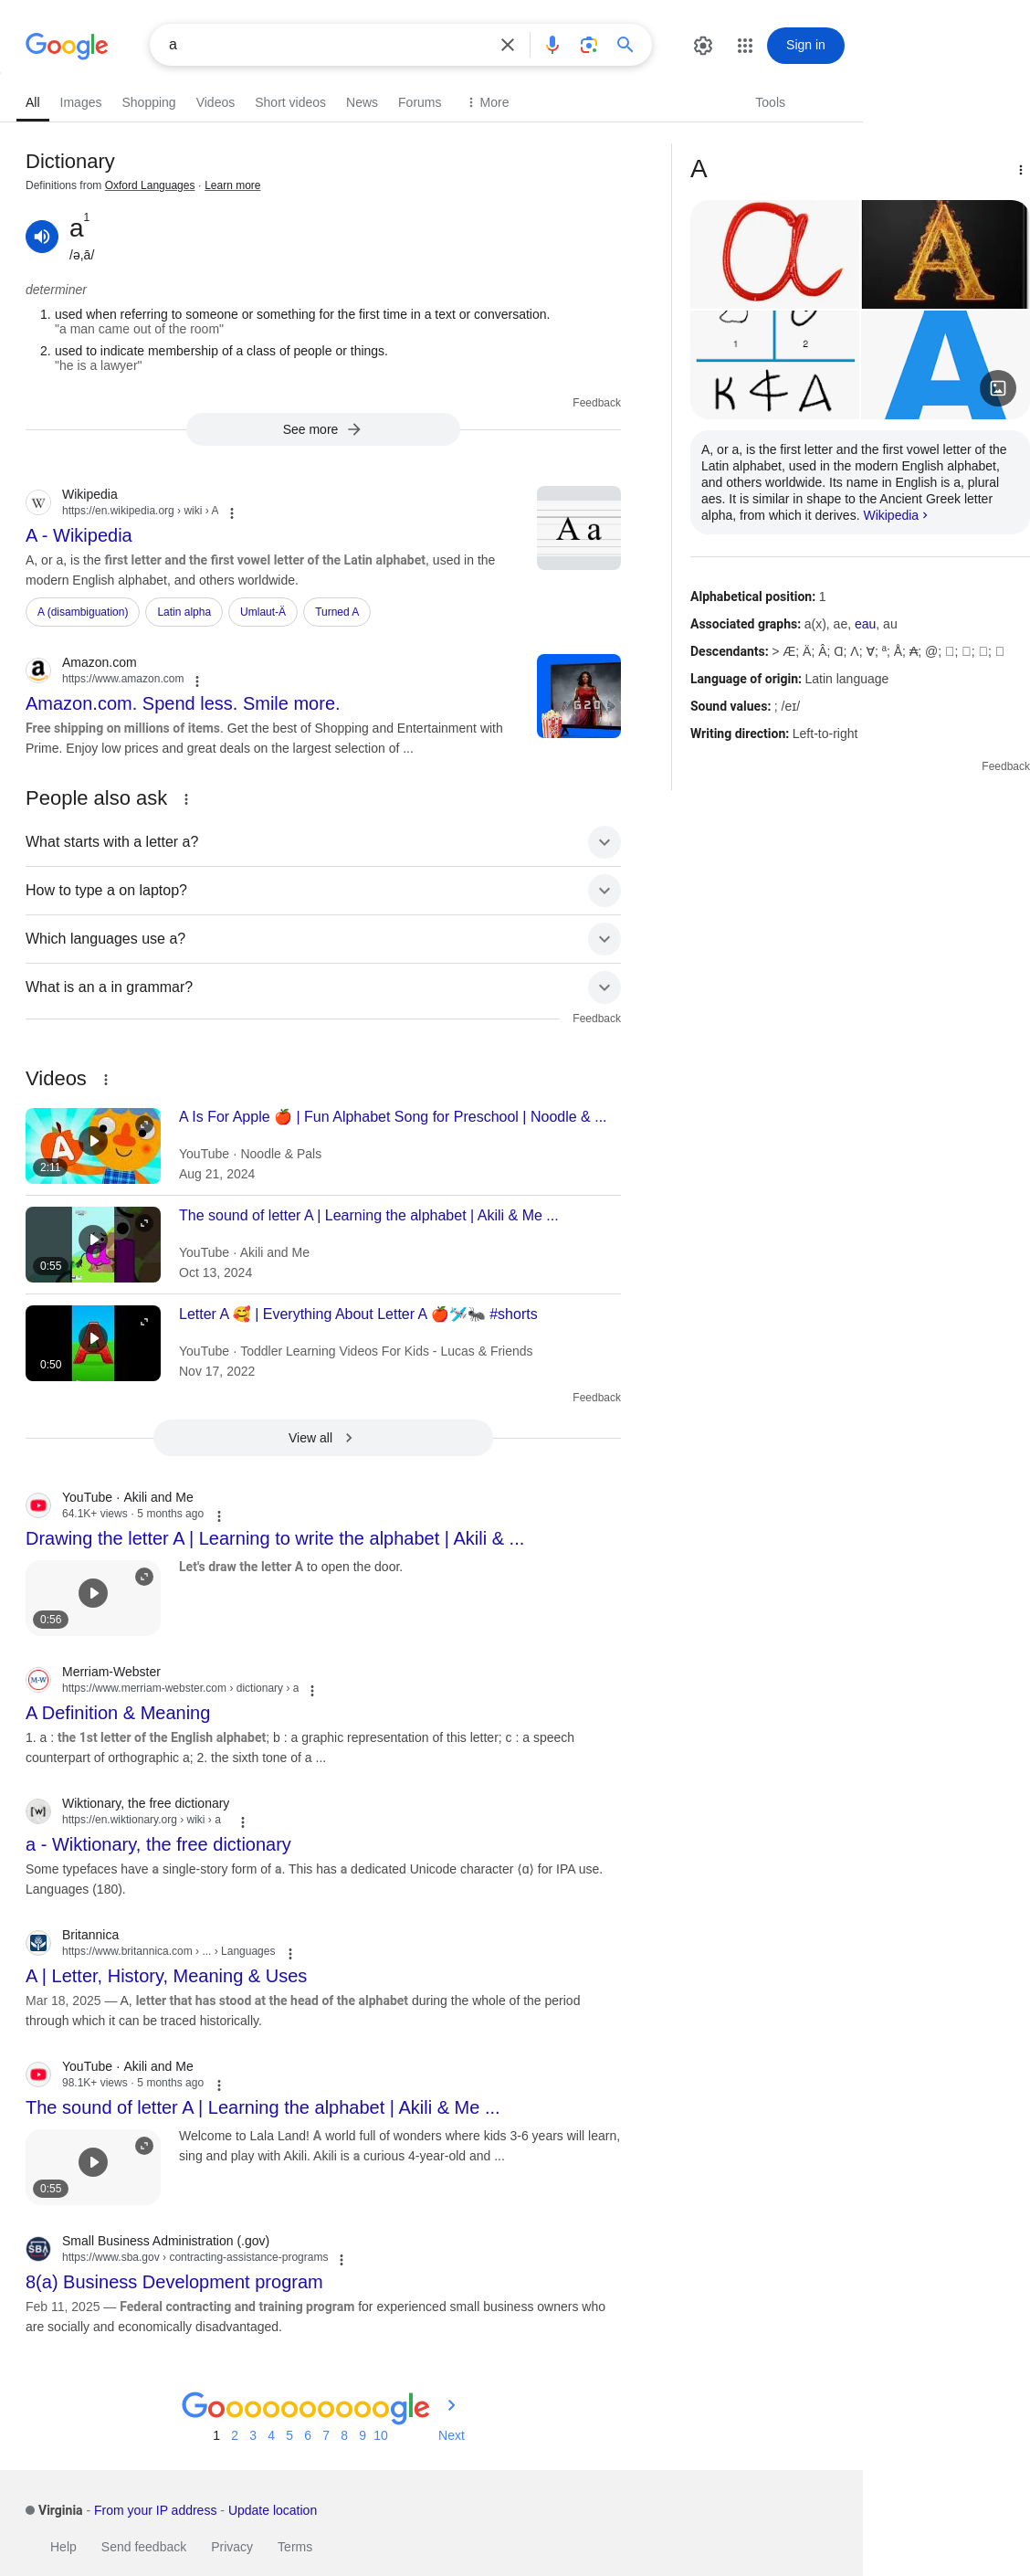 Google
a
Sign in
All
Images
Shopping
Videos
Short videos
News
Forums
More
Tools
Dictionary
Definitions from Oxford Languages · Learn more
a1
/ə,ā/
determiner
1. used when referring to someone or something for the first time in a text or conversation.
"a man came out of the room"
2. used to indicate membership of a class of people or things.
"he is a lawyer"
Feedback
See more
Wikipedia
https://en.wikipedia.org › wiki › A
A - Wikipedia
A, or a, is the first letter and the first vowel letter of the Latin alphabet, used in the
modern English alphabet, and others worldwide.
A a
A (disambiguation)
Latin alpha
Umlaut-Ä
Turned A
Amazon.com
https://www.amazon.com
Amazon.com. Spend less. Smile more.
Free shipping on millions of items. Get the best of Shopping and Entertainment with
Prime. Enjoy low prices and great deals on the largest selection of ...
G20
People also ask
What starts with a letter a?
How to type a on laptop?
Which languages use a?
What is an a in grammar?
Feedback
Videos
A
2:11
A Is For Apple 🍎 | Fun Alphabet Song for Preschool | Noodle & ...
YouTube · Noodle & Pals
Aug 21, 2024
0:55
The sound of letter A | Learning the alphabet | Akili & Me ...
YouTube · Akili and Me
Oct 13, 2024
A
0:50
Letter A 🥰 | Everything About Letter A 🍎🛩️🐜 #shorts
YouTube · Toddler Learning Videos For Kids - Lucas & Friends
Nov 17, 2022
Feedback
View all
YouTube · Akili and Me
64.1K+ views · 5 months ago
Drawing the letter A | Learning to write the alphabet | Akili & ...
0:56
Let's draw the letter A to open the door.
M-W
Merriam-Webster
https://www.merriam-webster.com › dictionary › a
A Definition & Meaning
1. a : the 1st letter of the English alphabet; b : a graphic representation of this letter; c : a speech
counterpart of orthographic a; 2. the sixth tone of a ...
[w]
Wiktionary, the free dictionary
https://en.wiktionary.org › wiki › a
a - Wiktionary, the free dictionary
Some typefaces have a single-story form of a. This has a dedicated Unicode character ⟨ɑ⟩ for IPA use.
Languages (180).
Britannica
https://www.britannica.com › ... › Languages
A | Letter, History, Meaning & Uses
Mar 18, 2025 — A, letter that has stood at the head of the alphabet during the whole of the period
through which it can be traced historically.
YouTube · Akili and Me
98.1K+ views · 5 months ago
The sound of letter A | Learning the alphabet | Akili & Me ...
0:55
Welcome to Lala Land! A world full of wonders where kids 3-6 years will learn,
sing and play with Akili. Akili is a curious 4-year-old and ...
SBA
Small Business Administration (.gov)
https://www.sba.gov › contracting-assistance-programs
8(a) Business Development program
Feb 11, 2025 — Federal contracting and training program for experienced small business owners who
are socially and economically disadvantaged.
A
a
A
1
2
K A
A
A, or a, is the first letter and the first vowel letter of the
Latin alphabet, used in the modern English alphabet,
and others worldwide. Its name in English is a, plural
aes. It is similar in shape to the Ancient Greek letter
alpha, from which it derives. Wikipedia ›
Alphabetical position: 1
Associated graphs: a(x), ae, eau, au
Descendants: > Æ; Ä; Â; Ɑ; Λ; Ɐ; ª; Å; ₳; @; □; □; □; □
Language of origin: Latin language
Sound values: ; /eɪ/
Writing direction: Left-to-right
Feedback
Goooooooooogle
1 2 3 4 5 6 7 8 9 10 Next
Virginia - From your IP address - Update location
Help
Send feedback
Privacy
Terms